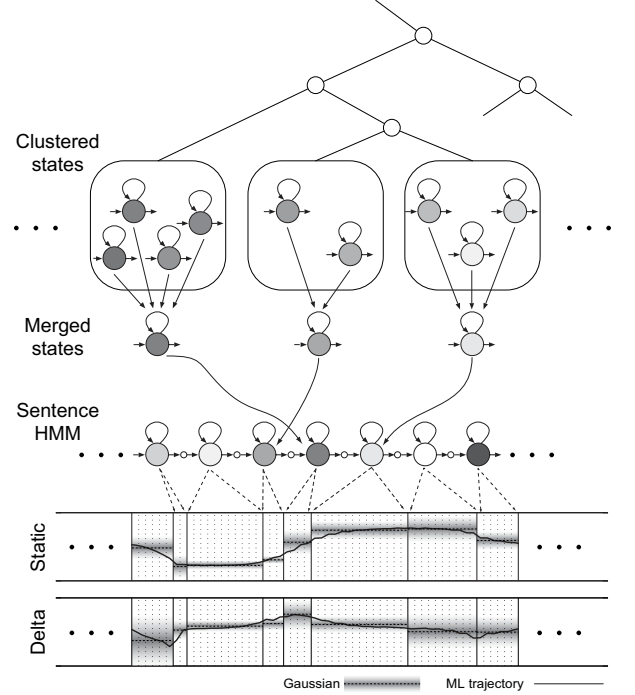 Clustered
states
Merged
states
Sentence
HMM
Static
Delta
Gaussian
ML trajectory